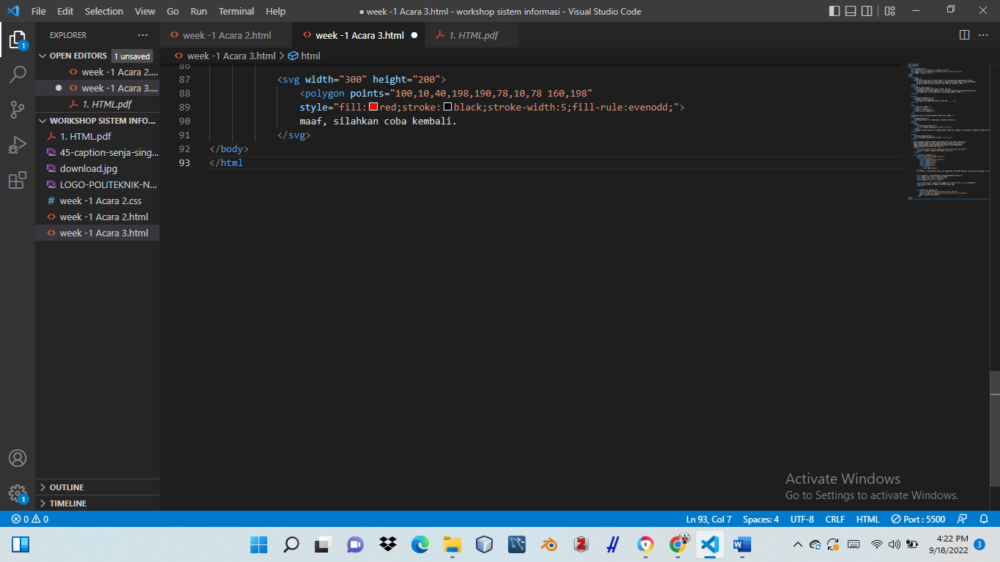 File Edit Selection View Go Run Terminal Help
● week -1 Acara 3.html - workshop sistem informasi - Visual Studio Code
EXPLORER
OPEN EDITORS 1 unsaved
week -1 Acara 2....
week -1 Acara 3....
1. HTML.pdf
WORKSHOP SISTEM INFO...
1. HTML.pdf
45-caption-senja-sing...
download.jpg
LOGO-POLITEKNIK-N...
week -1 Acara 2.css
week -1 Acara 2.html
week -1 Acara 3.html
OUTLINE
TIMELINE
week -1 Acara 2.html week -1 Acara 3.html 1. HTML.pdf
week -1 Acara 3.html > html
86
87 <svg width="300" height="200">
88 <polygon points="100,10,40,198,190,78,10,78 160,198"
89 style="fill:red;stroke:black;stroke-width:5;fill-rule:evenodd;">
90 maaf, silahkan coba kembali.
91 </svg>
92 </body>
93 </html
Activate Windows
Go to Settings to activate Windows.
1
1
0 0 Ln 93, Col 7 Spaces: 4 UTF-8 CRLF HTML Port : 5500
4:22 PM
9/18/2022
3